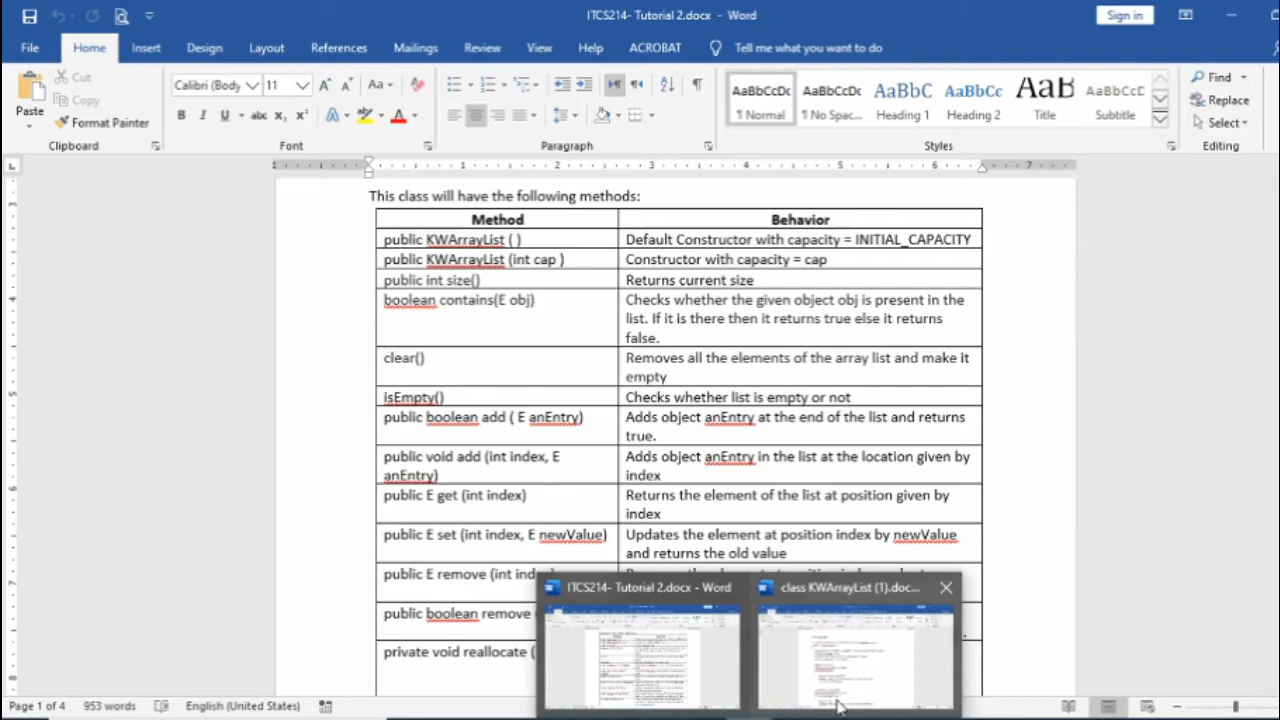 ITCS214- Tutorial 2.docx - Word
Sign in
File Home Insert Design Layout References Mailings Review View Help ACROBAT Tell me what you want to do
Cut
Copy
Paste
Format Painter
Calibri (Body 11
Find
Replace
Select
AaBbCcDc AaBbCcDc AaBbC AaBbCc AaB AaBbCcD
¶ Normal ¶ No Spac... Heading 1 Heading 2 Title Subtitle
Clipboard Font Paragraph Styles Editing
1 1 2 3 4 5 6 7
This class will have the following methods:
Method Behavior
public KWArrayList ( ) Default Constructor with capacity = INITIAL_CAPACITY
public KWArrayList (int cap ) Constructor with capacity = cap
public int size() Returns current size
boolean contains(E obj) Checks whether the given object obj is present in the
list. If it is there then it returns true else it returns
false.
clear() Removes all the elements of the array list and make it
empty
isEmpty() Checks whether list is empty or not
public boolean add ( E anEntry) Adds object anEntry at the end of the list and returns
true.
public void add (int index, E Adds object anEntry in the list at the location given by
anEntry) index
public E get (int index) Returns the element of the list at position given by
index
public E set (int index, E newValue) Updates the element at position index by newValue
and returns the old value
public E remove (int inde
public boolean remove
private void reallocate (
ITCS214- Tutorial 2.docx - Word
class KWArrayList (1).doc...
Page 1 of 4 953 words English (United States)